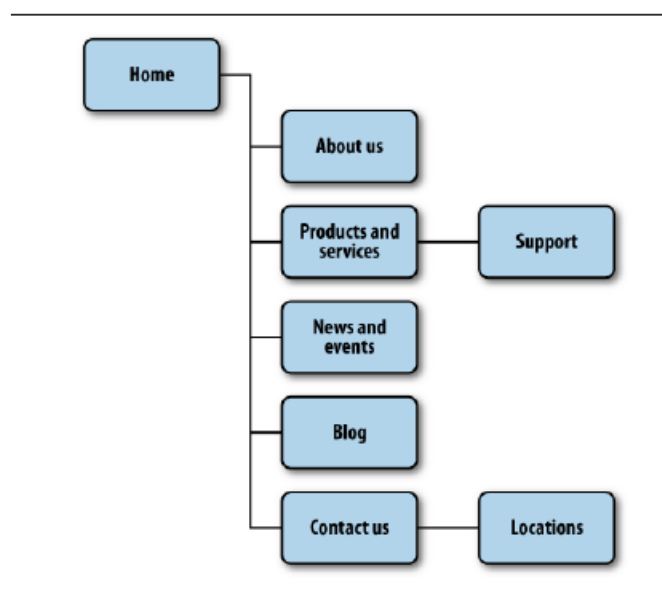 Home
About us
Products and
services
Support
News and
events
Blog
Contact us
Locations